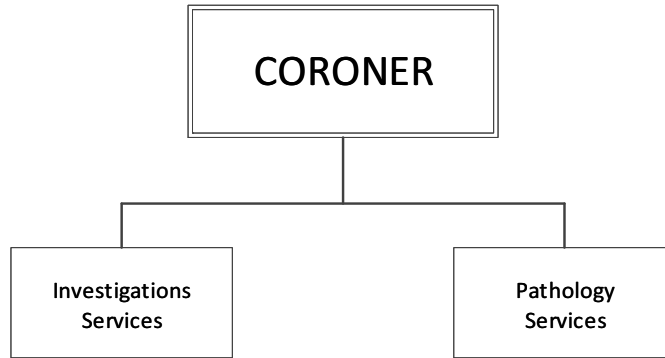 CORONER
Investigations
Services
Pathology
Services